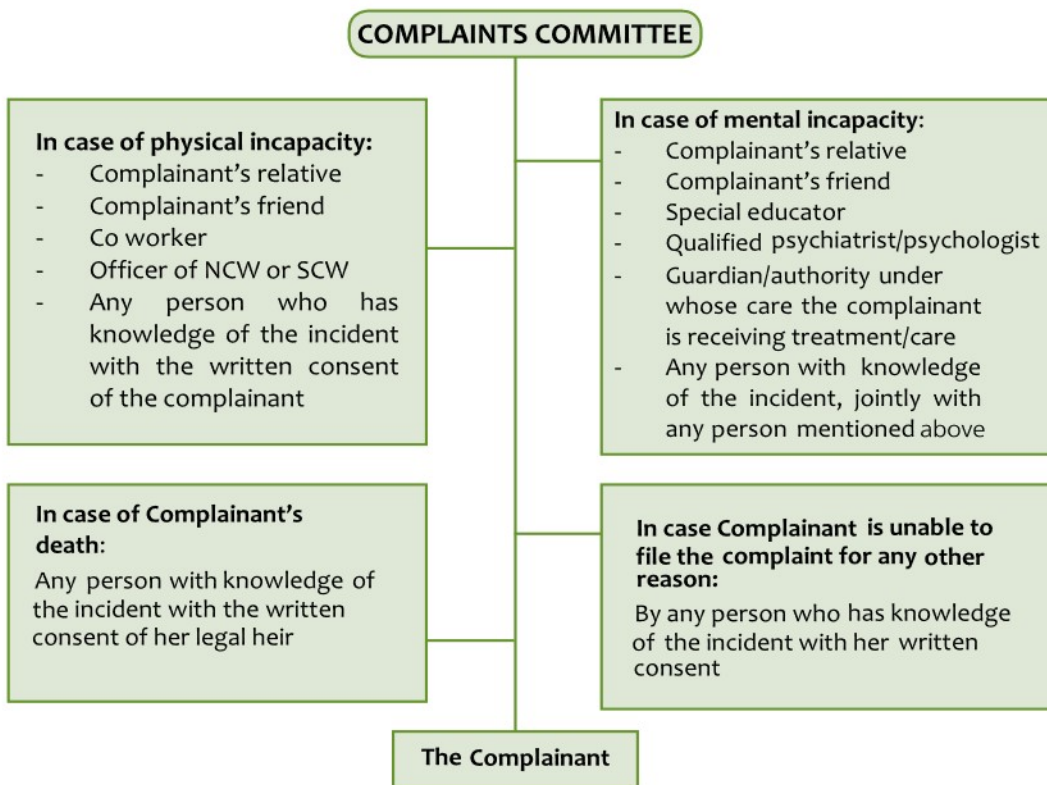 COMPLAINTS COMMITTEE
In case of physical incapacity:
- Complainant's relative
- Complainant's friend
- Co worker
- Officer of NCW or SCW
- Any person who has
knowledge of the incident
with the written consent
of the complainant
In case of mental incapacity:
- Complainant's relative
- Complainant's friend
- Special educator
- Qualified psychiatrist/psychologist
- Guardian/authority under
whose care the complainant
is receiving treatment/care
- Any person with knowledge
of the incident, jointly with
any person mentioned above
In case of Complainant's
death:
Any person with knowledge of
the incident with the written
consent of her legal heir
In case Complainant is unable to
file the complaint for any other
reason:
By any person who has knowledge
of the incident with her written
consent
The Complainant